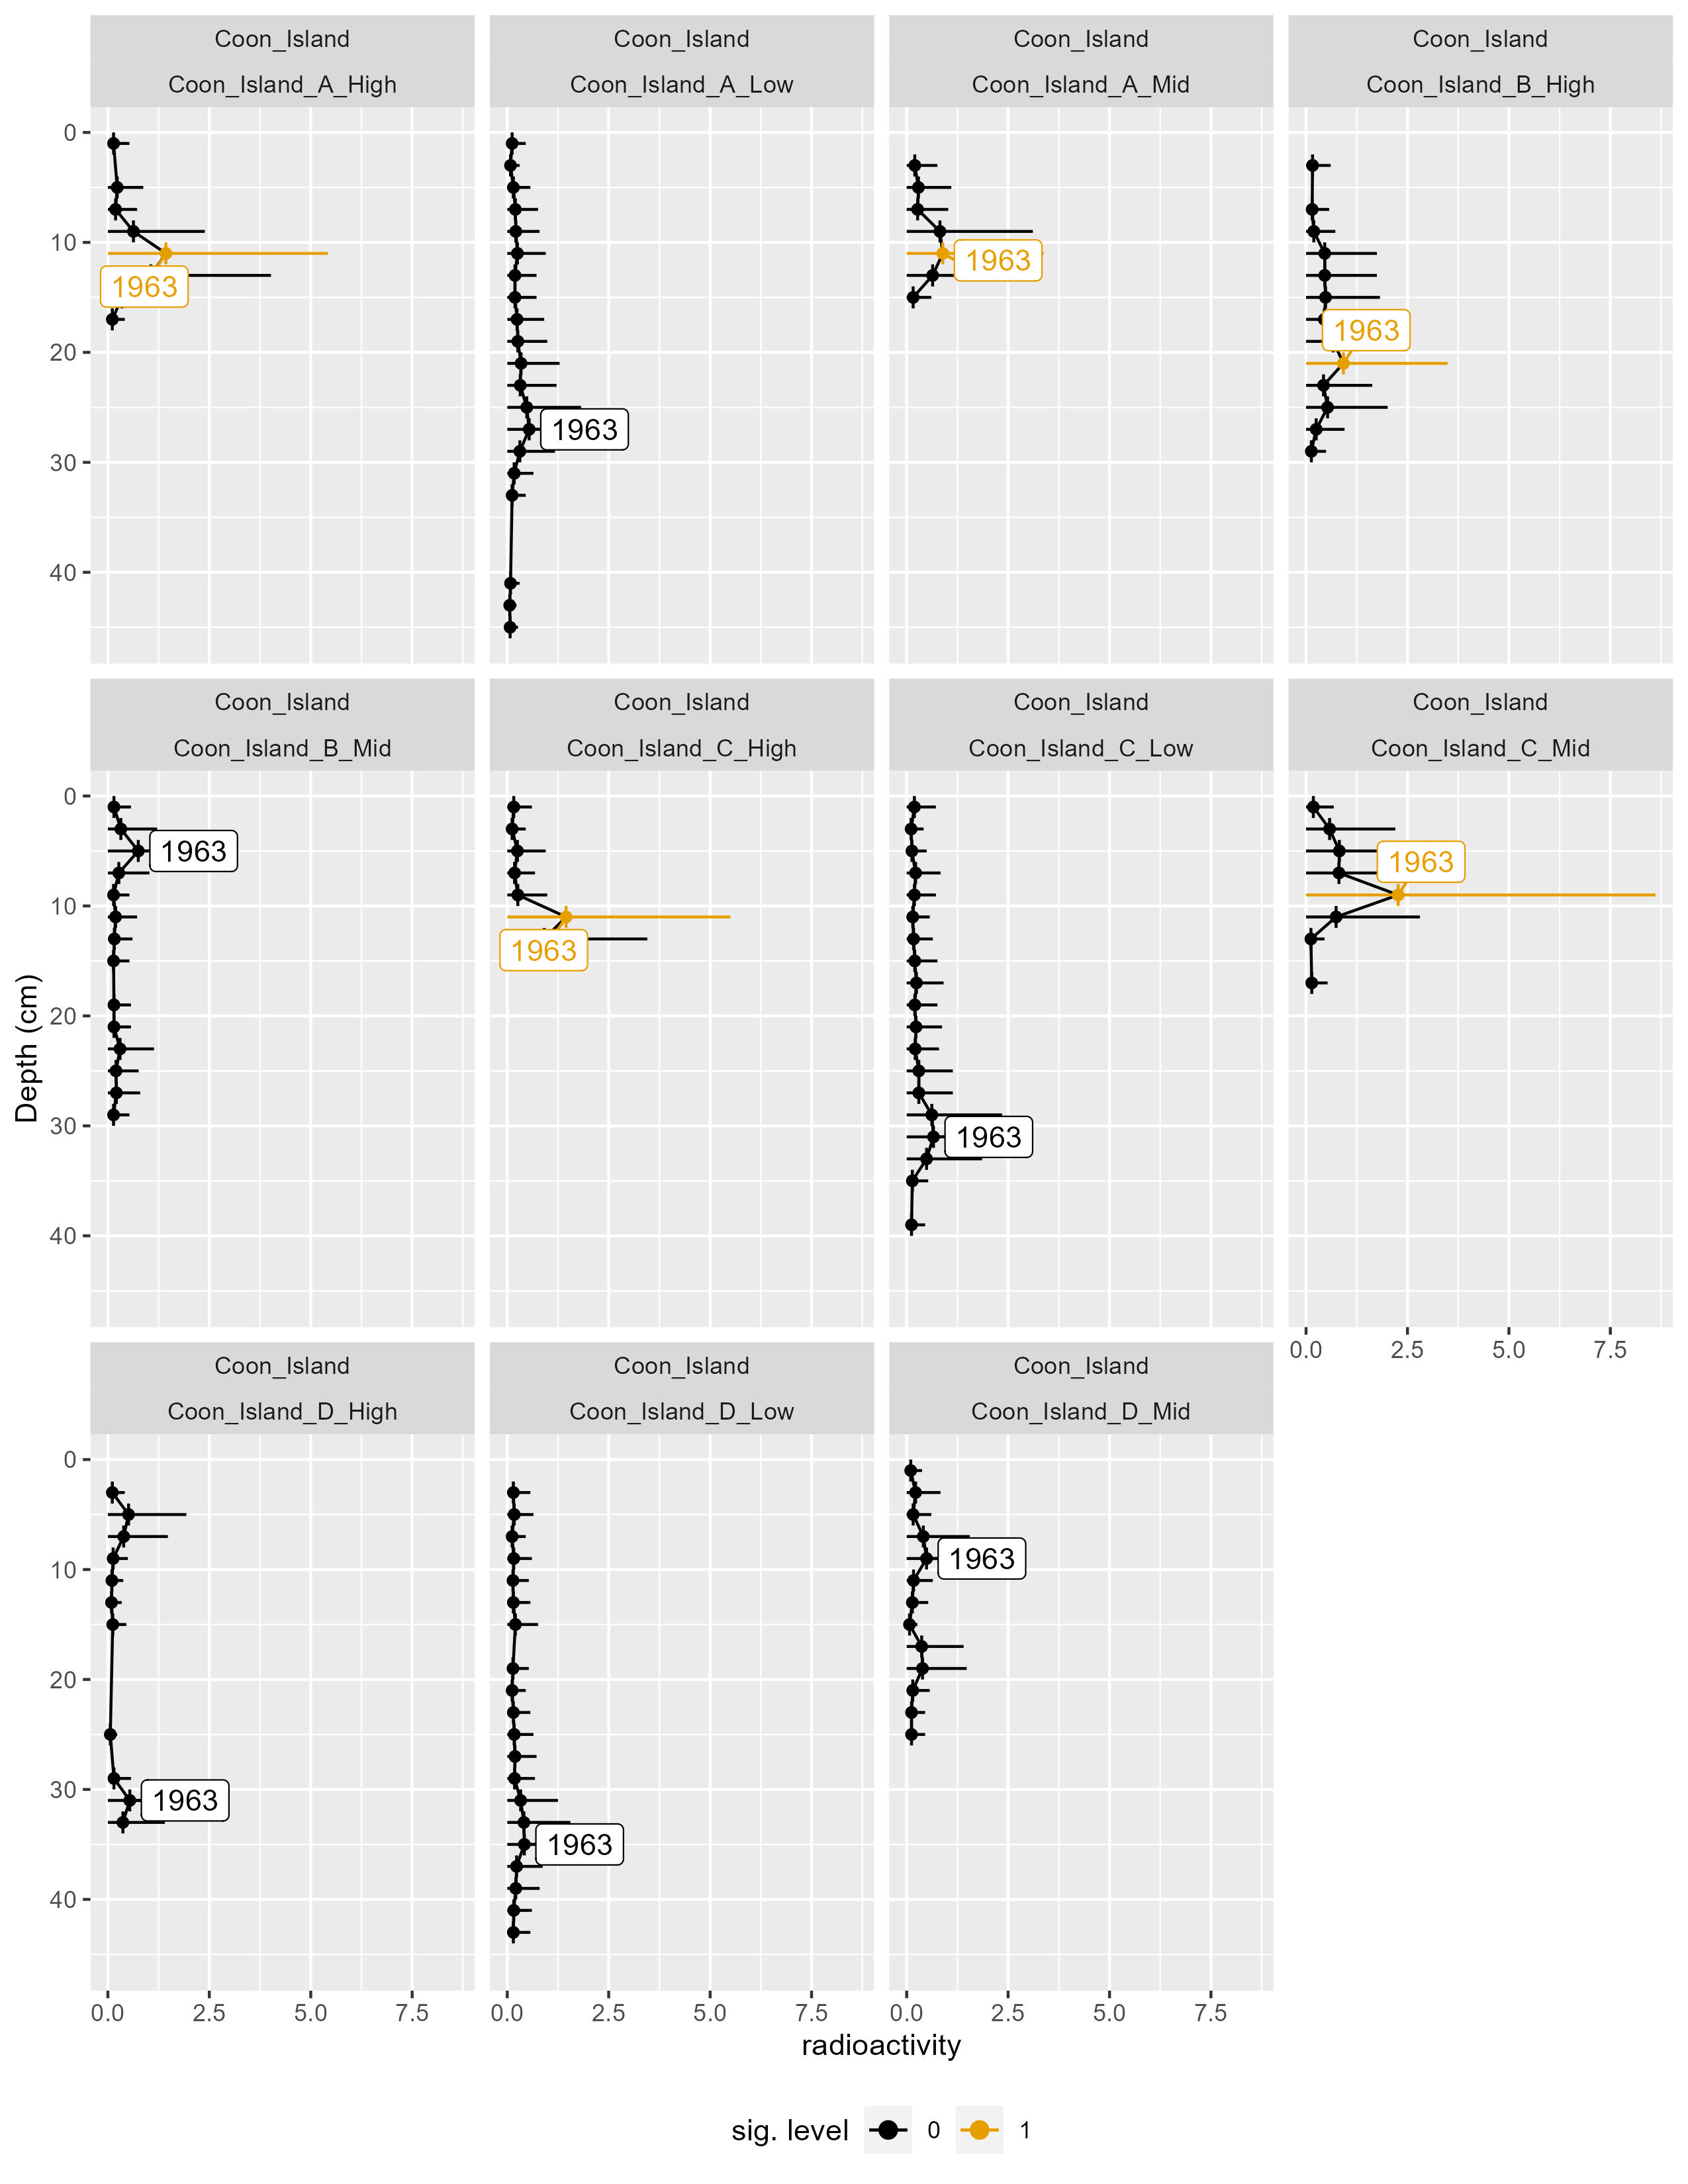 Coon_Island Coon_Island Coon_Island Coon_Island
Coon_Island_A_High Coon_Island_A_Low Coon_Island_A_Mid Coon_Island_B_High
0
10
1963 1963
1963
20
1963
30
40
Coon_Island Coon_Island Coon_Island Coon_Island
Coon_Island_B_Mid Coon_Island_C_High Coon_Island_C_Low Coon_Island_C_Mid
0
1963 1963
10
1963
20
30
1963
40
0.0 2.5 5.0 7.5
Depth (cm)
Coon_Island Coon_Island Coon_Island
Coon_Island_D_High Coon_Island_D_Low Coon_Island_D_Mid
0
10
1963
20
30
1963
1963
40
0.0 2.5 5.0 7.5 0.0 2.5 5.0 7.5 0.0 2.5 5.0 7.5
radioactivity
sig. level 0 1